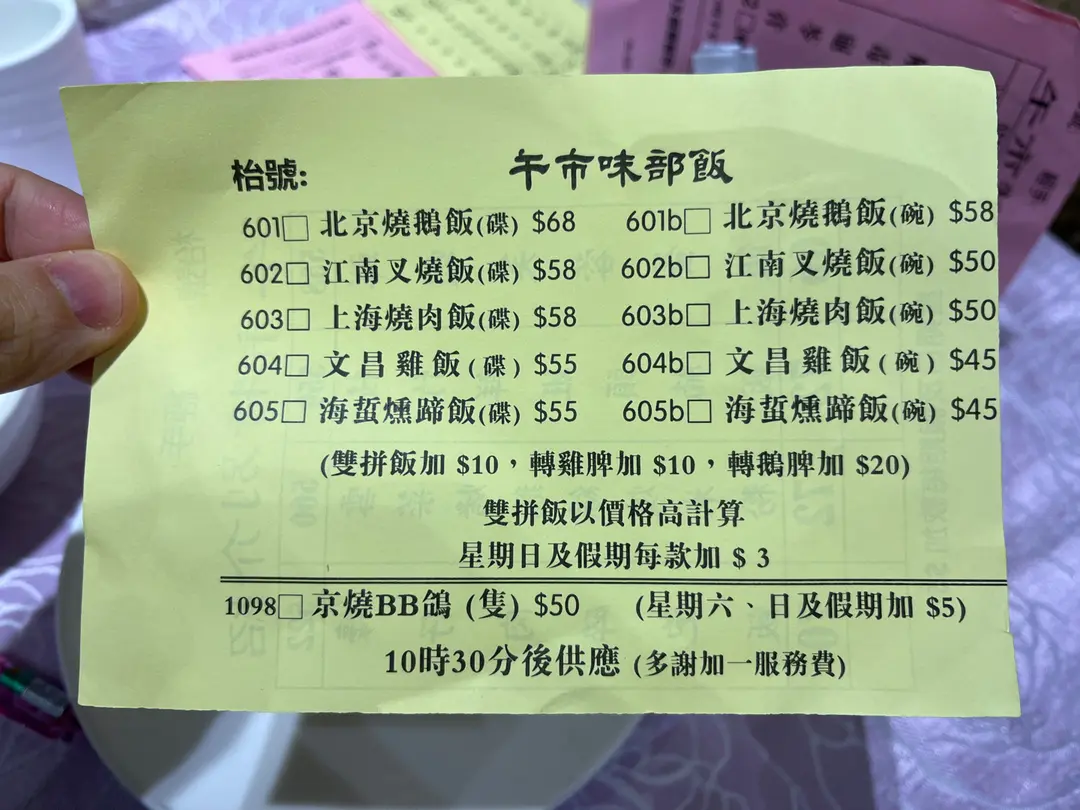 枱號: 午市味部飯
601□ 北京燒鵝飯(碟) $68 601b□ 北京燒鵝飯(碗) $58
602□ 江南叉燒飯(碟) $58 602b□ 江南叉燒飯(碗) $50
603□ 上海燒肉飯(碟) $58 603b□ 上海燒肉飯(碗) $50
604□ 文昌雞飯(碟) $55 604b□ 文昌雞飯(碗) $45
605□ 海蜇燻蹄飯(碟) $55 605b□ 海蜇燻蹄飯(碗) $45
(雙拼飯加 $10，轉雞脾加 $10，轉鵝脾加 $20)
雙拼飯以價格高計算
星期日及假期每款加 $ 3
1098□ 京燒BB鴿 (隻) $50 (星期六、日及假期加 $5)
10時30分後供應 (多謝加一服務費)